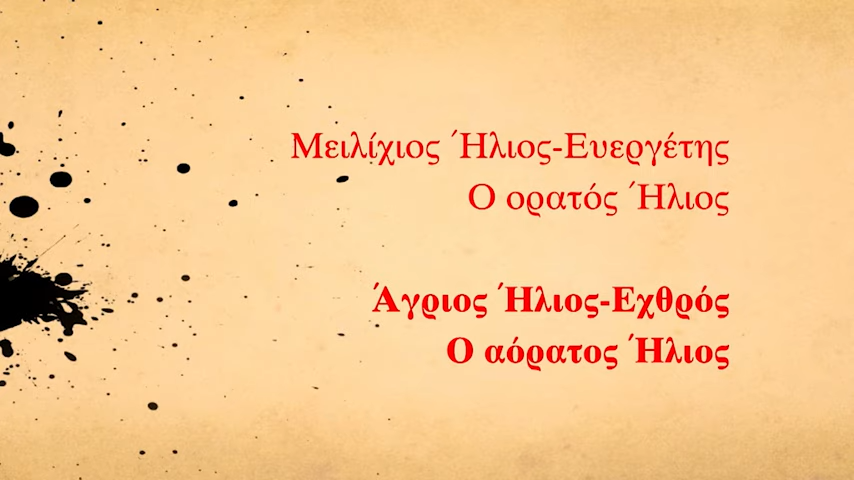 Μειλίχιος Ήλιος-Ευεργέτης
Ο ορατός Ήλιος
Άγριος Ήλιος-Εχθρός
Ο αόρατος Ήλιος